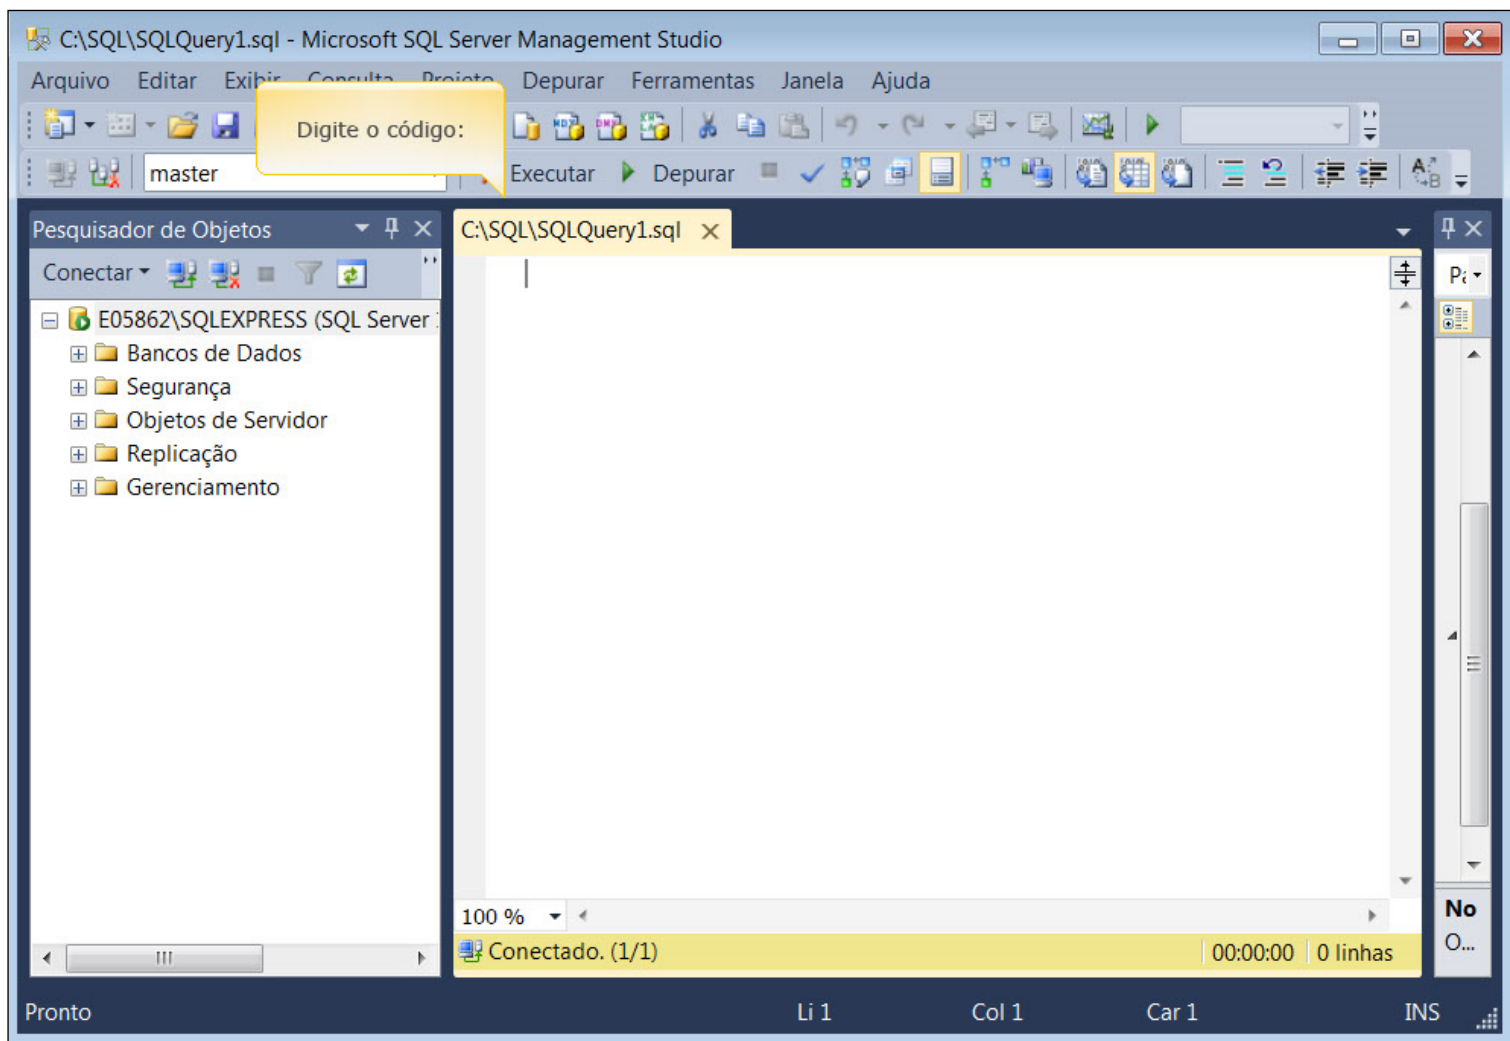 C:\SQL\SQLQuery1.sql - Microsoft SQL Server Management Studio
Arquivo Editar Exibir Consulta Projeto Depurar Ferramentas Janela Ajuda
Digite o código:
master
Executar Depurar
Pesquisador de Objetos
C:\SQL\SQLQuery1.sql
Conectar
E05862\SQLEXPRESS (SQL Server
Bancos de Dados
Segurança
Objetos de Servidor
Replicação
Gerenciamento
100 %
Conectado. (1/1) 00:00:00 0 linhas
No
O...
Pronto Li 1 Col 1 Car 1 INS